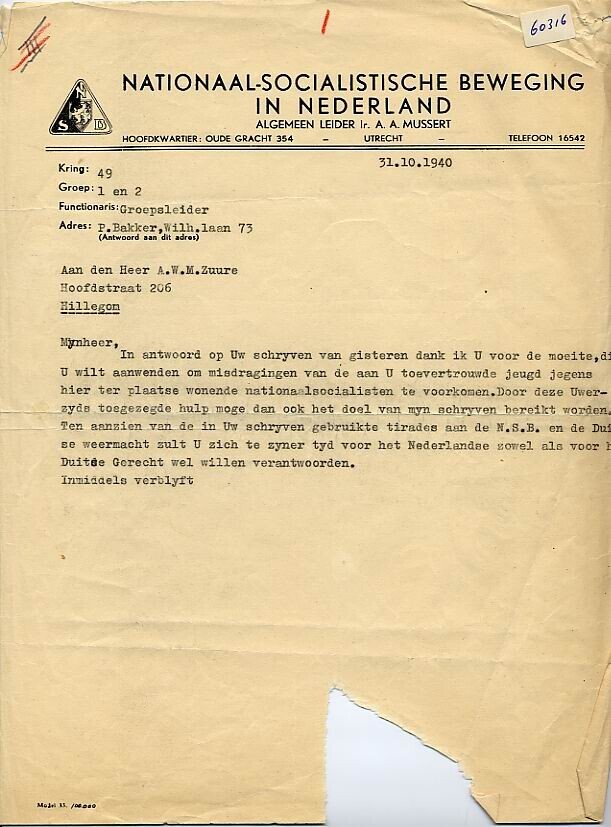 III
60316
NATIONAAL-SOCIALISTISCHE BEWEGING
IN NEDERLAND
ALGEMEEN LEIDER Ir. A. A. MUSSERT
HOOFDKWARTIER: OUDE GRACHT 354 – UTRECHT – TELEFOON 16542
N
S B
31.10.1940
Kring: 49
Groep: 1 en 2
Functionaris: Groepsleider
Adres: P.Bakker,Wilh.laan 73
(Antwoord aan dit adres)
Aan den Heer A.W.M.Zuure
Hoofdstraat 206
Hillegom
Mynheer,
In antwoord op Uw schryven van gisteren dank ik U voor de moeite,di
U wilt aanwenden om misdragingen van de aan U toevertrouwde jeugd jegens
hier ter plaatse wonende nationaalsocialisten te voorkomen.Door deze Uwer-
zyds toegezegde hulp moge dan ook het doel van myn schryven bereikt worden.
Ten aanzien van de in Uw schryven gebruikte tirades aan de N.S.B. en de Dui
se weermacht zult U zich te zyner tyd voor het Nederlandse zowel als voor h
Duitse Gerecht wel willen verantwoorden.
Inmiddels verblyft
Model 33.